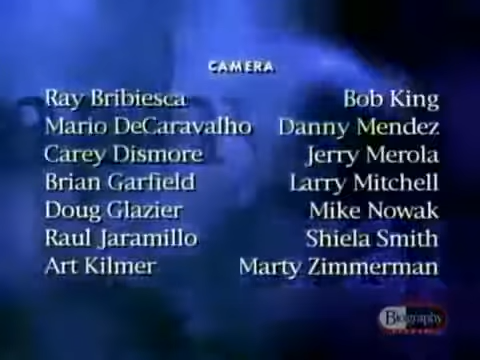 CAMERA
Ray Bribiesca Bob King
Mario DeCaravalho Danny Mendez
Carey Dismore Jerry Merola
Brian Garfield Larry Mitchell
Doug Glazier Mike Nowak
Raul Jaramillo Shiela Smith
Art Kilmer Marty Zimmerman
Biography